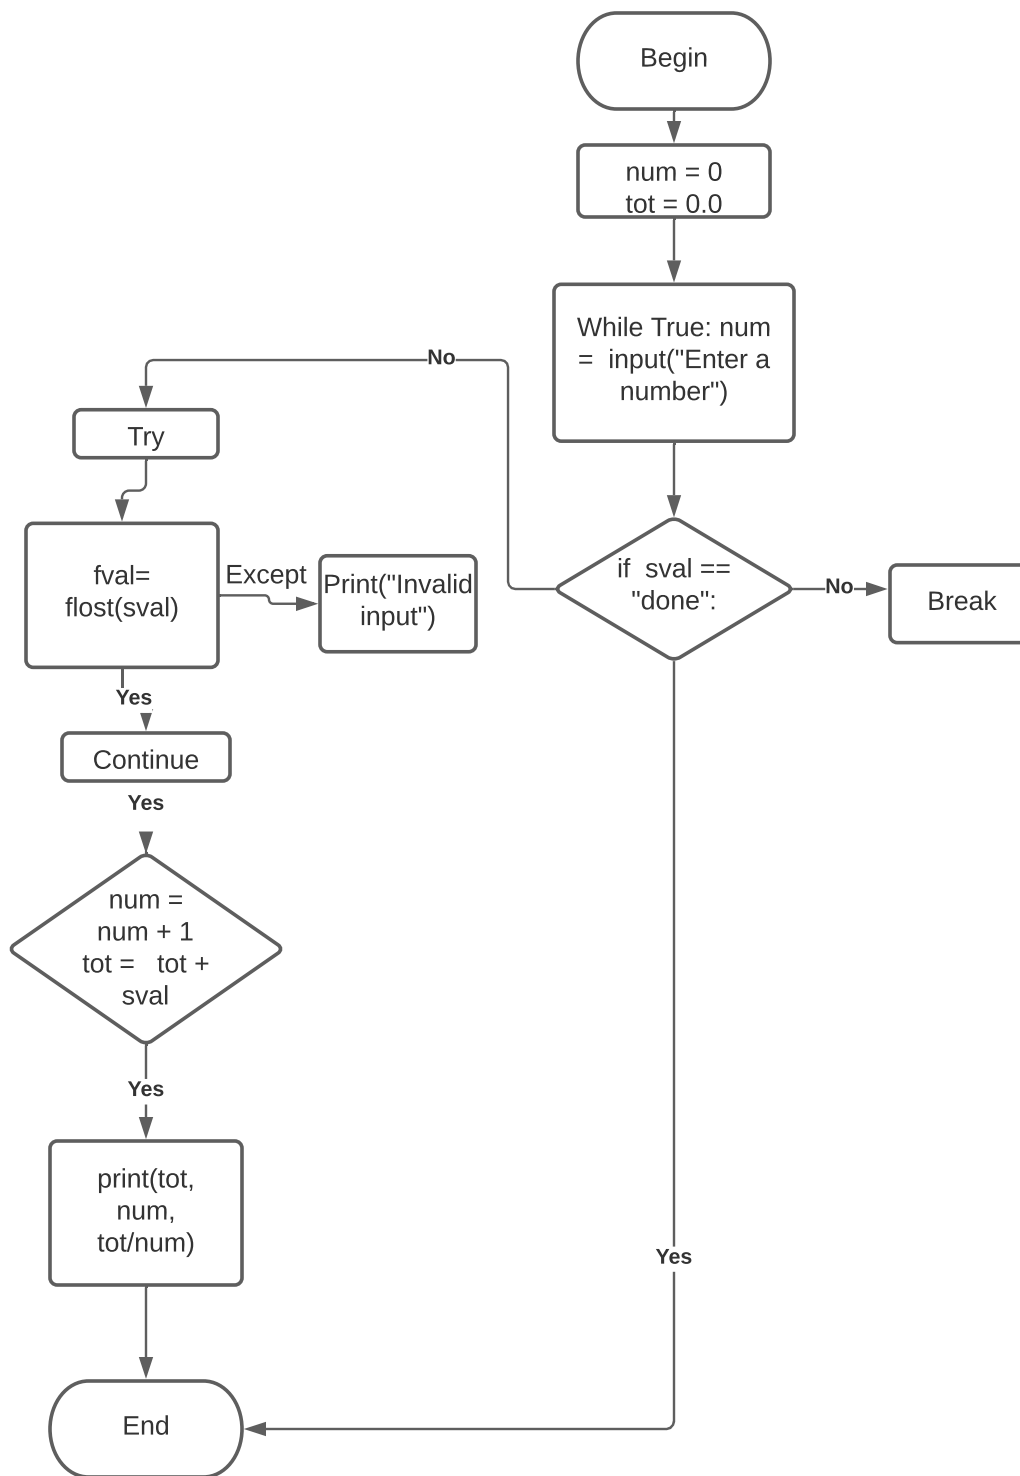 Begin
num = 0
tot = 0.0
While True: num
= input("Enter a
number")
No
Try
if sval ==
"done":
No
Break
fval=
flost(sval)
Except
Print("Invalid
input")
Yes
Continue
Yes
num =
num + 1
tot = tot +
sval
Yes
print(tot,
num,
tot/num)
Yes
End